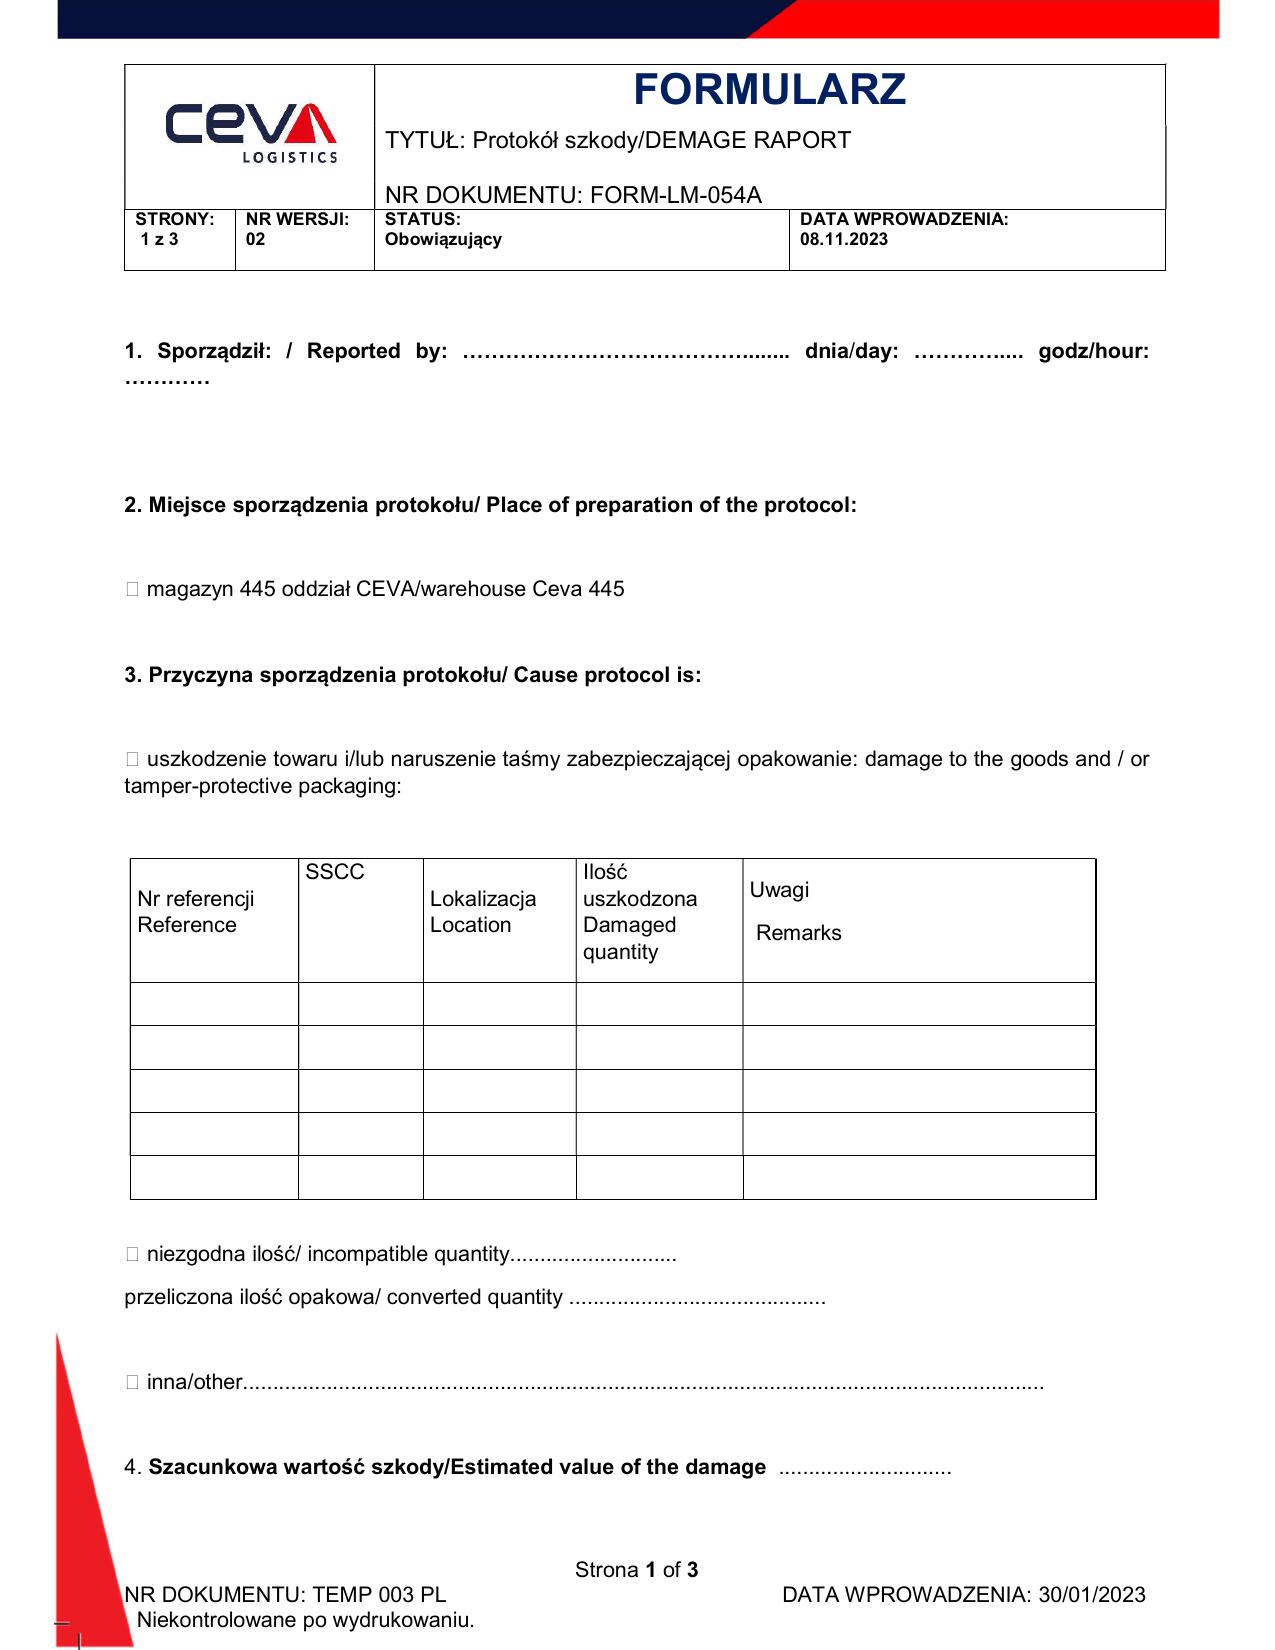 FORMULARZ
ceva
LOGISTICS
TYTUŁ: Protokół szkody/DEMAGE RAPORT
NR DOKUMENTU: FORM-LM-054A
STRONY:
1 z 3
NR WERSJI:
02
STATUS:
Obowiązujący
DATA WPROWADZENIA:
08.11.2023
1. Sporządził: / Reported by: …………………………………........ dnia/day: ………….... godz/hour:
…………
2. Miejsce sporządzenia protokołu/ Place of preparation of the protocol:
☐ magazyn 445 oddział CEVA/warehouse Ceva 445
3. Przyczyna sporządzenia protokołu/ Cause protocol is:
☐ uszkodzenie towaru i/lub naruszenie taśmy zabezpieczającej opakowanie: damage to the goods and / or
tamper-protective packaging:
Nr referencji
Reference
SSCC
Lokalizacja
Location
Ilość
uszkodzona
Damaged
quantity
Uwagi
Remarks
☐ niezgodna ilość/ incompatible quantity............................
przeliczona ilość opakowa/ converted quantity ...........................................
☐ inna/other.......................................................................................................................................
4. Szacunkowa wartość szkody/Estimated value of the damage .............................
Strona 1 of 3
NR DOKUMENTU: TEMP 003 PL
DATA WPROWADZENIA: 30/01/2023
Niekontrolowane po wydrukowaniu.